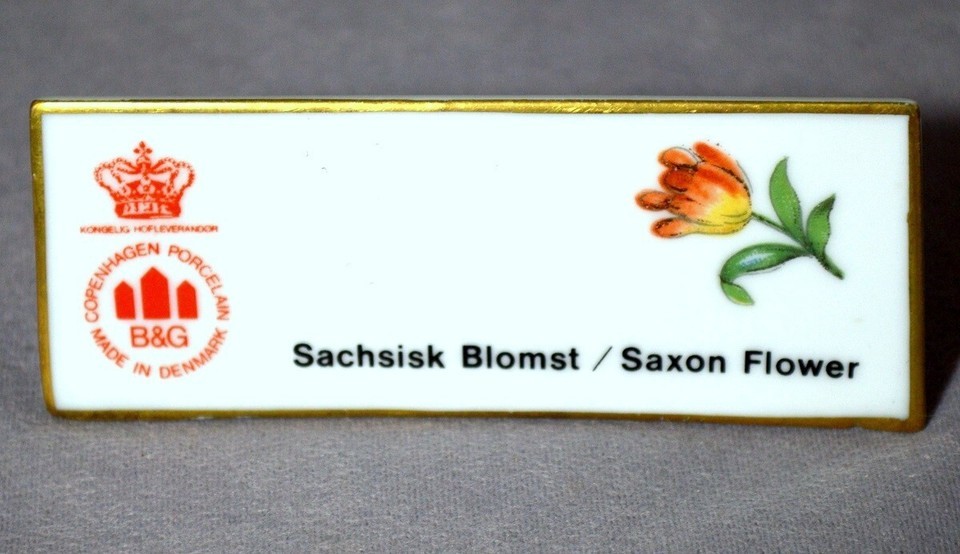 KONGELIG HOFLEVERANDØR
COPENHAGEN PORCELAIN
B&G
MADE IN DENMARK
Sachsisk Blomst / Saxon Flower